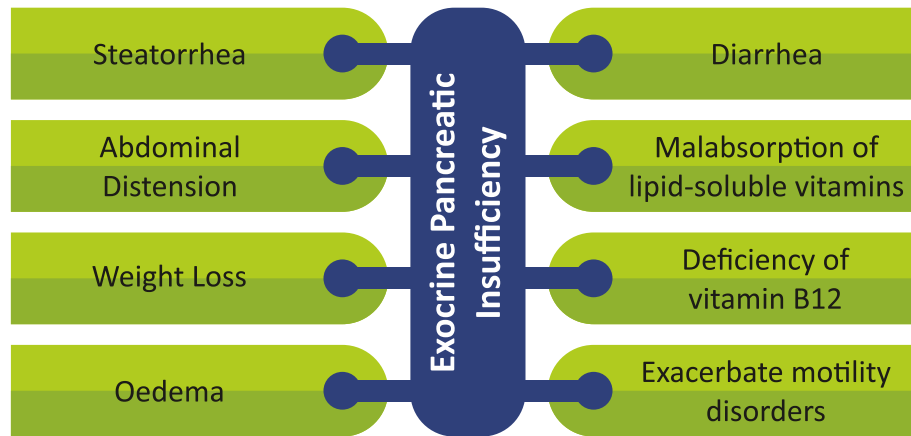 Steatorrhea
Abdominal
Distension
Weight Loss
Oedema
Exocrine Pancreatic
Insufficiency
Diarrhea
Malabsorption of
lipid-soluble vitamins
Deficiency of
vitamin B12
Exacerbate motility
disorders